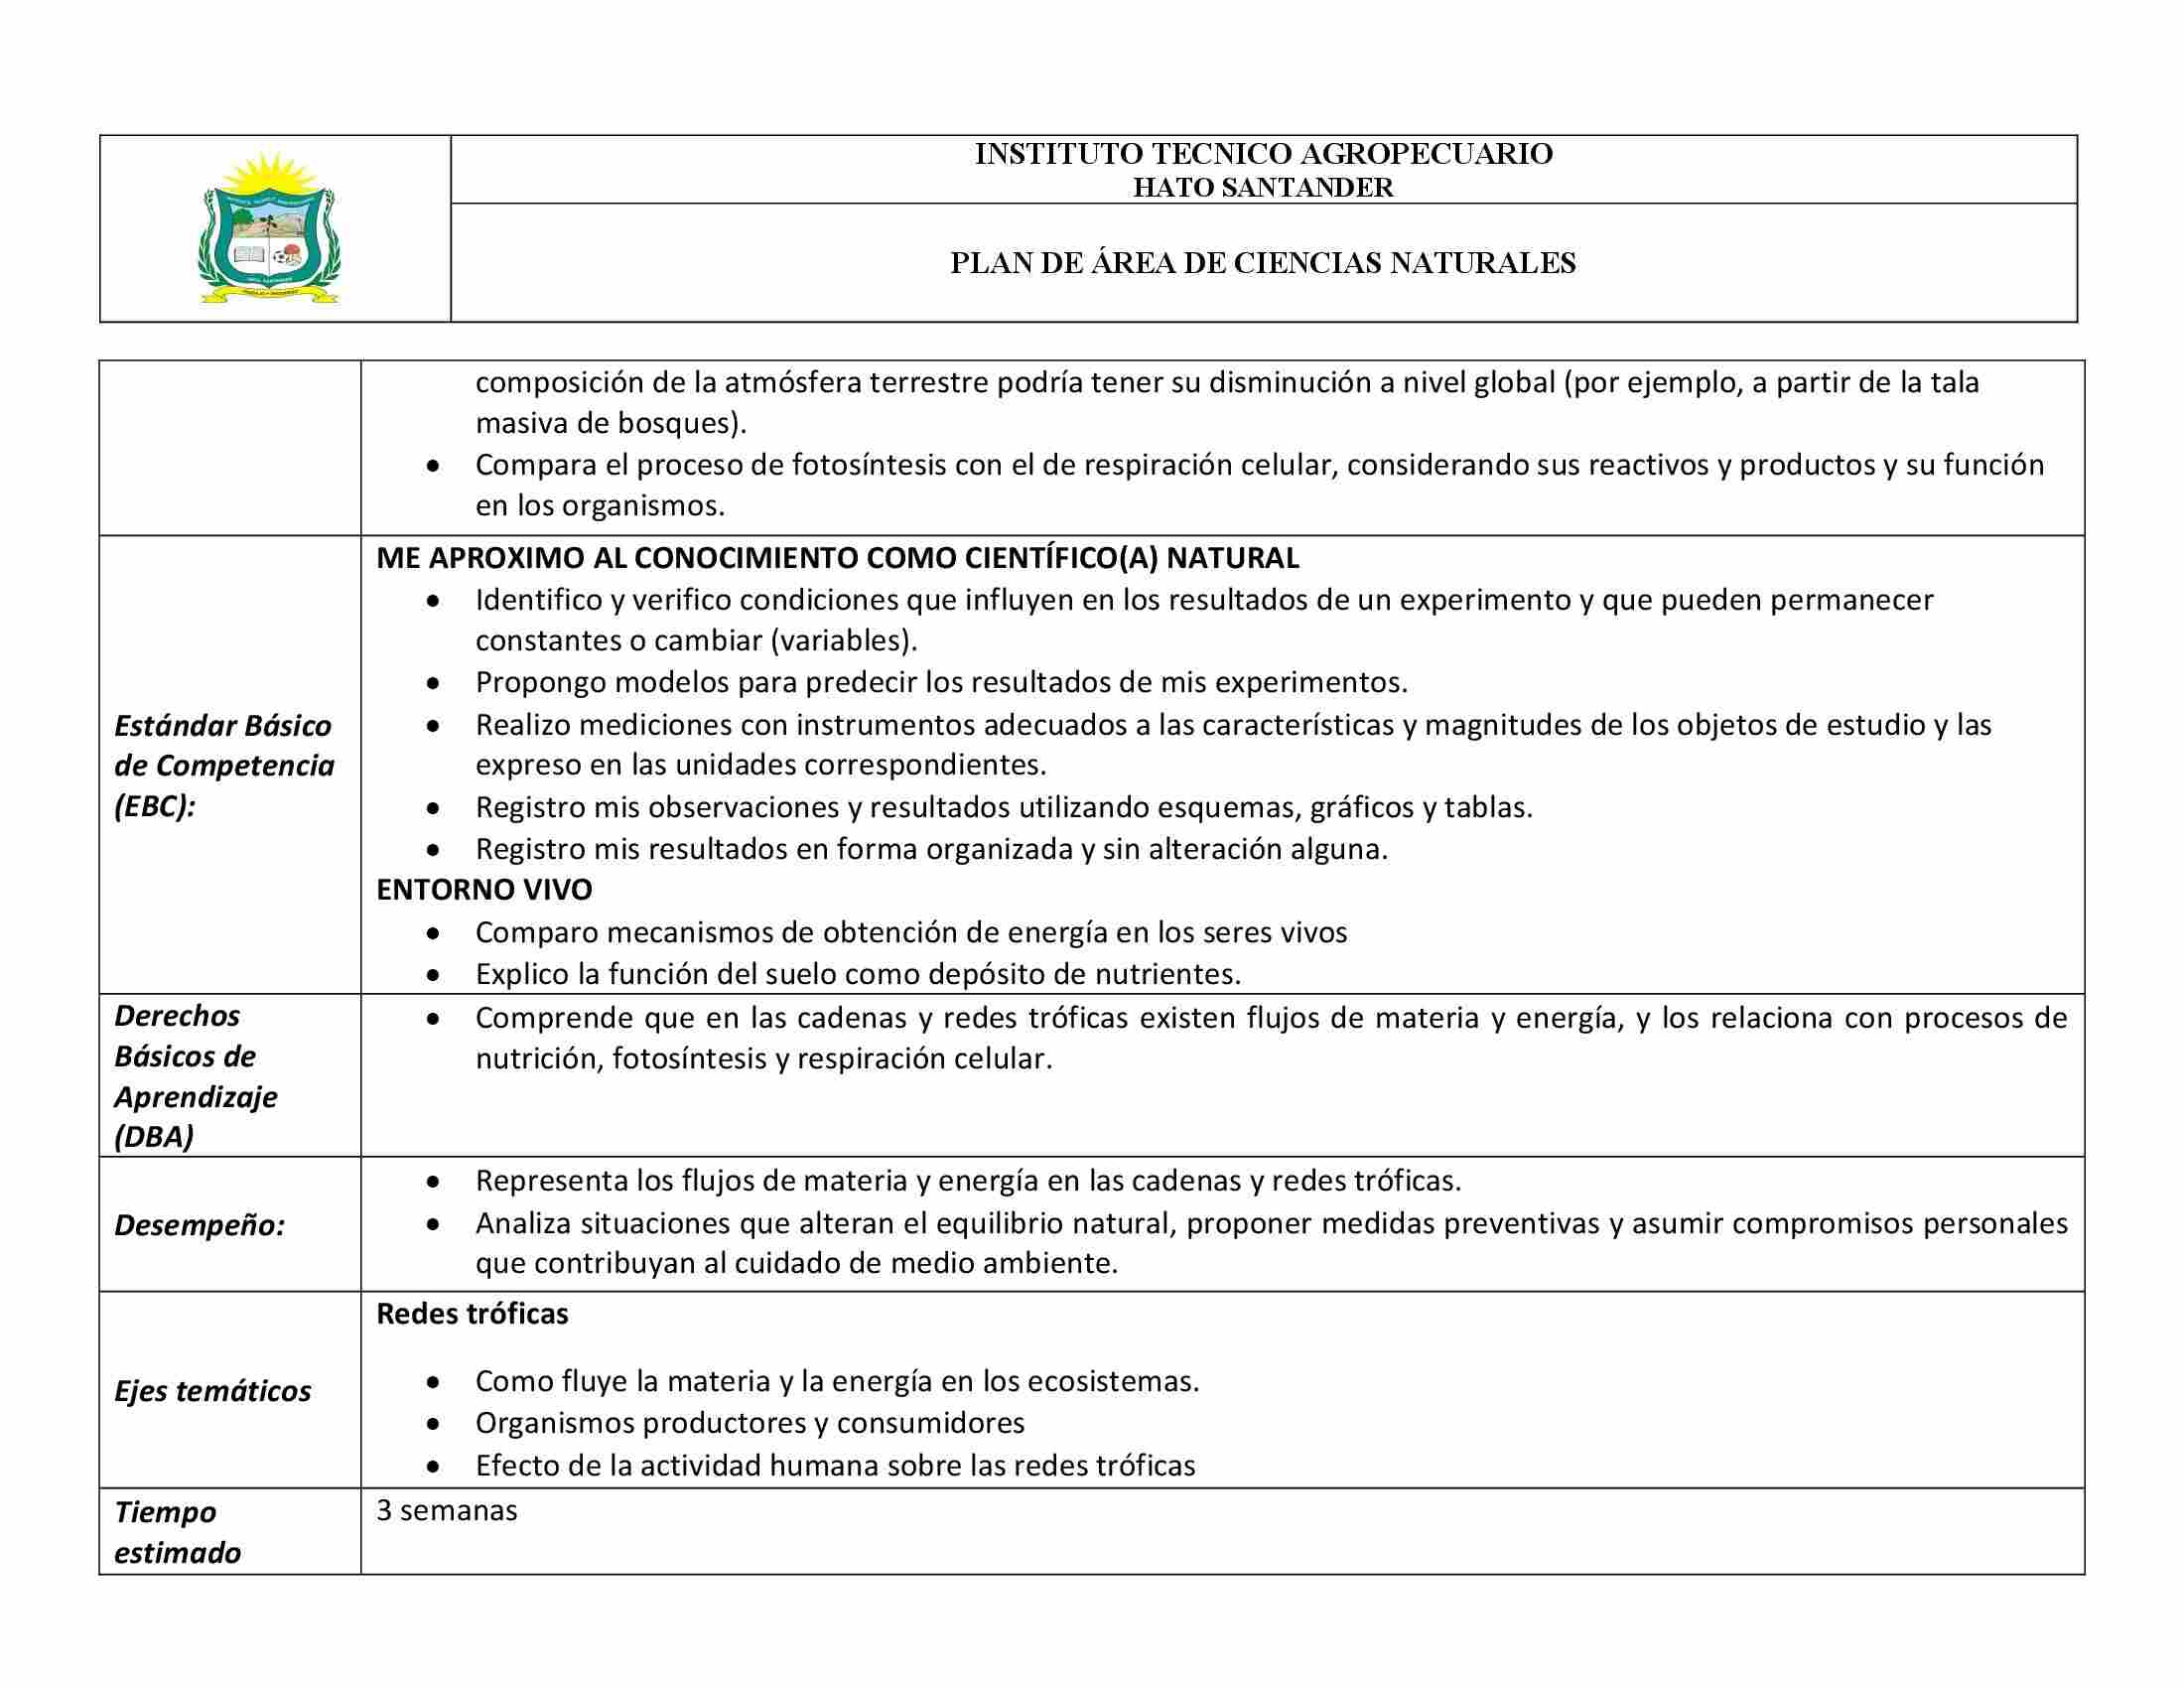 INSTITUTO TECNICO AGROPECUARIO
HATO SANTANDER
PLAN DE ÁREA DE CIENCIAS NATURALES
composición de la atmósfera terrestre podría tener su disminución a nivel global (por ejemplo, a partir de la tala
masiva de bosques).
• Compara el proceso de fotosíntesis con el de respiración celular, considerando sus reactivos y productos y su función
en los organismos.
Estándar Básico
de Competencia
(EBC):
ME APROXIMO AL CONOCIMIENTO COMO CIENTÍFICO(A) NATURAL
• Identifico y verifico condiciones que influyen en los resultados de un experimento y que pueden permanecer
constantes o cambiar (variables).
• Propongo modelos para predecir los resultados de mis experimentos.
• Realizo mediciones con instrumentos adecuados a las características y magnitudes de los objetos de estudio y las
expreso en las unidades correspondientes.
• Registro mis observaciones y resultados utilizando esquemas, gráficos y tablas.
• Registro mis resultados en forma organizada y sin alteración alguna.
ENTORNO VIVO
• Comparo mecanismos de obtención de energía en los seres vivos
• Explico la función del suelo como depósito de nutrientes.
Derechos
Básicos de
Aprendizaje
(DBA)
• Comprende que en las cadenas y redes tróficas existen flujos de materia y energía, y los relaciona con procesos de
nutrición, fotosíntesis y respiración celular.
Desempeño:
• Representa los flujos de materia y energía en las cadenas y redes tróficas.
• Analiza situaciones que alteran el equilibrio natural, proponer medidas preventivas y asumir compromisos personales
que contribuyan al cuidado de medio ambiente.
Ejes temáticos
Redes tróficas
• Como fluye la materia y la energía en los ecosistemas.
• Organismos productores y consumidores
• Efecto de la actividad humana sobre las redes tróficas
Tiempo
estimado
3 semanas